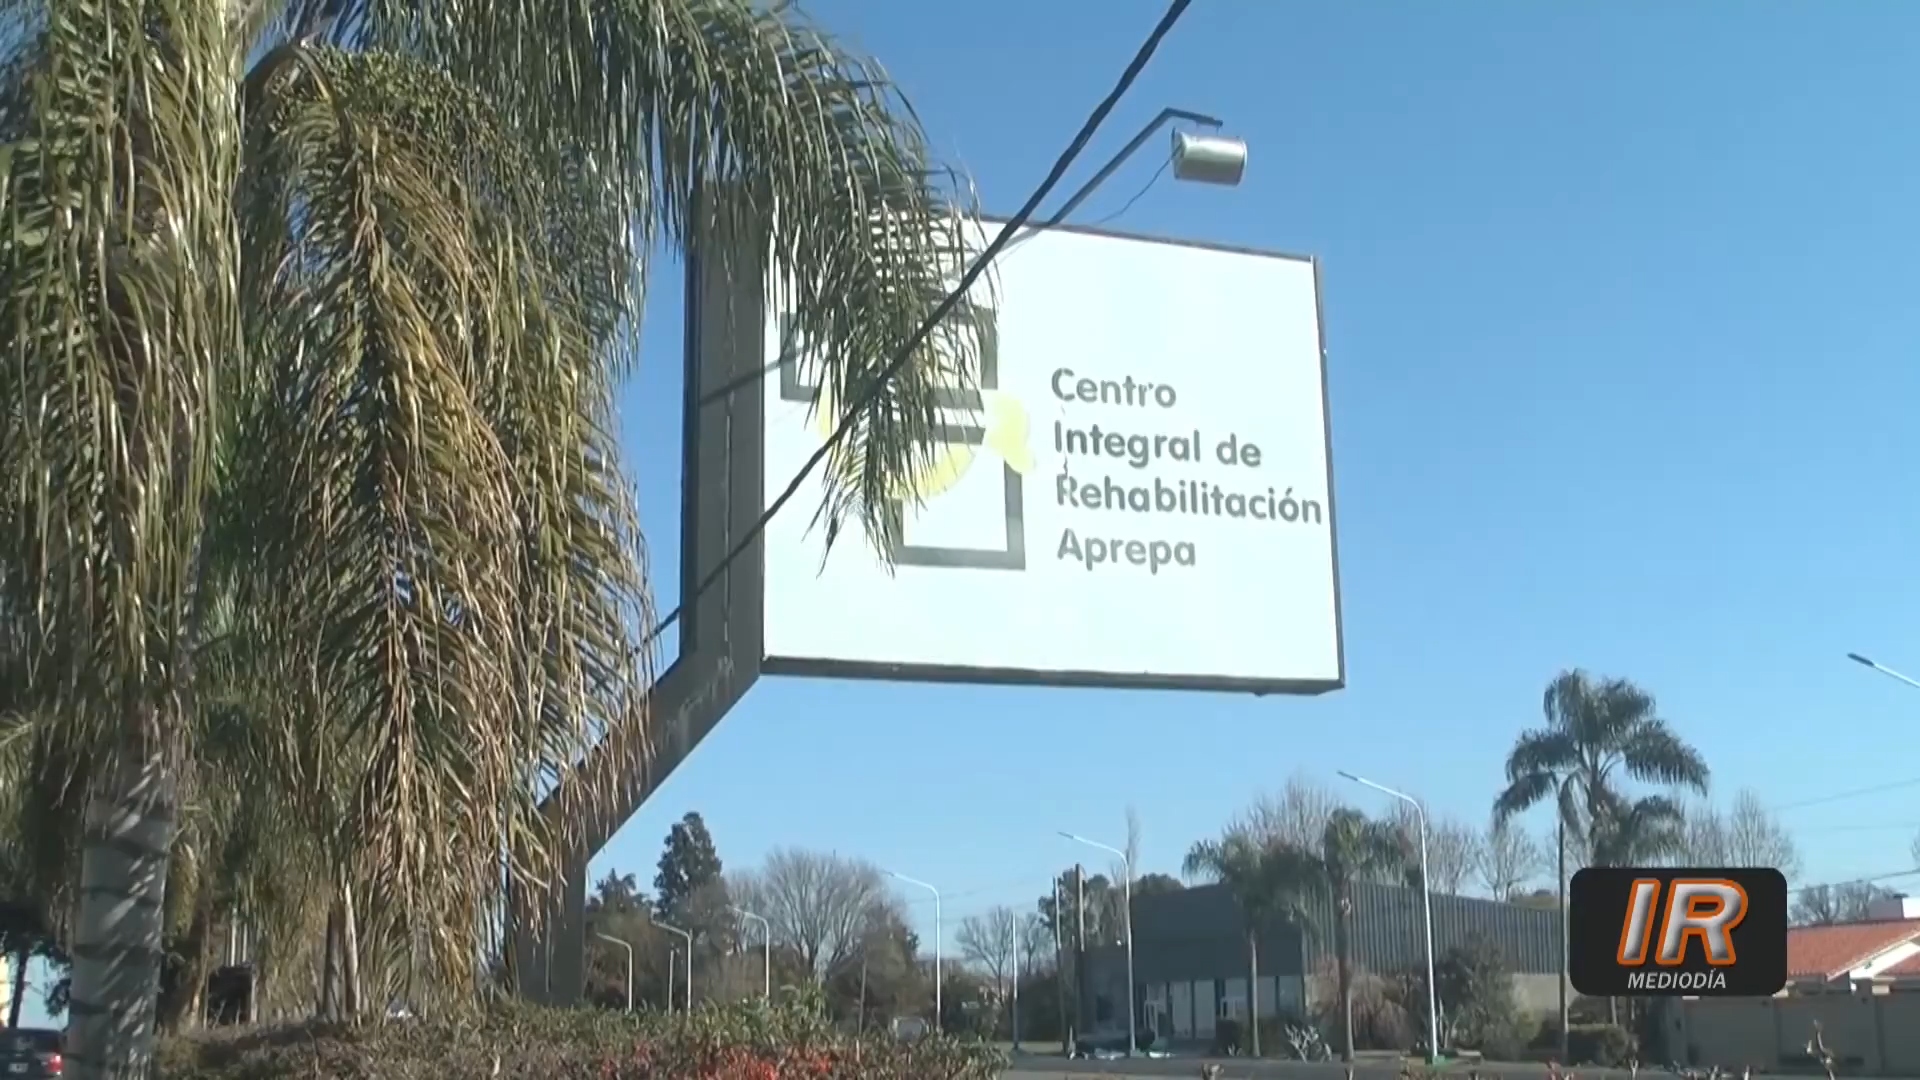 Centro
Integral de
Rehabilitación
Aprepa
IR
MEDIODÍA